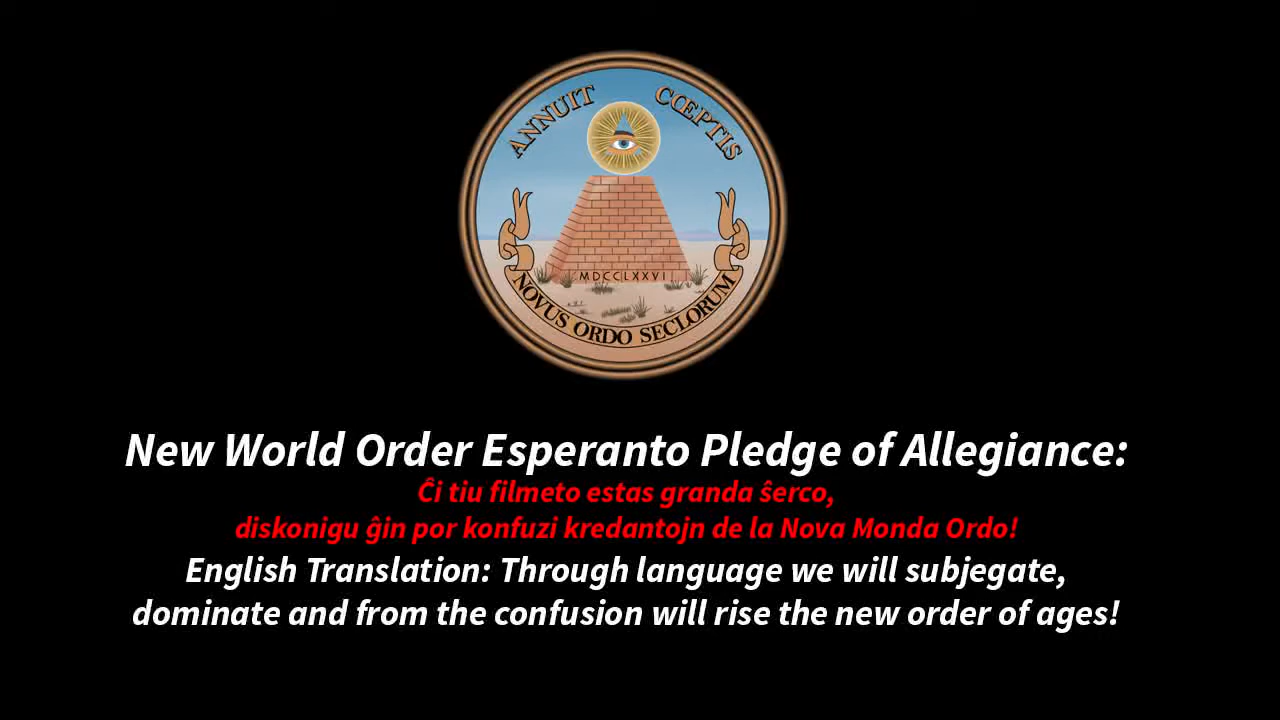 ANNUIT CŒPTIS
MDCCLXXVI
NOVUS ORDO SECLORUM
New World Order Esperanto Pledge of Allegiance:
Ĉi tiu filmeto estas granda ŝerco,
diskonigu ĝin por konfuzi kredantojn de la Nova Monda Ordo!
English Translation: Through language we will subjegate,
dominate and from the confusion will rise the new order of ages!